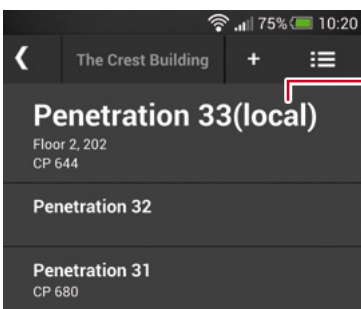 75% 10:20
The Crest Building +
Penetration 33(local)
Floor 2, 202
CP 644
Penetration 32
Penetration 31
CP 680